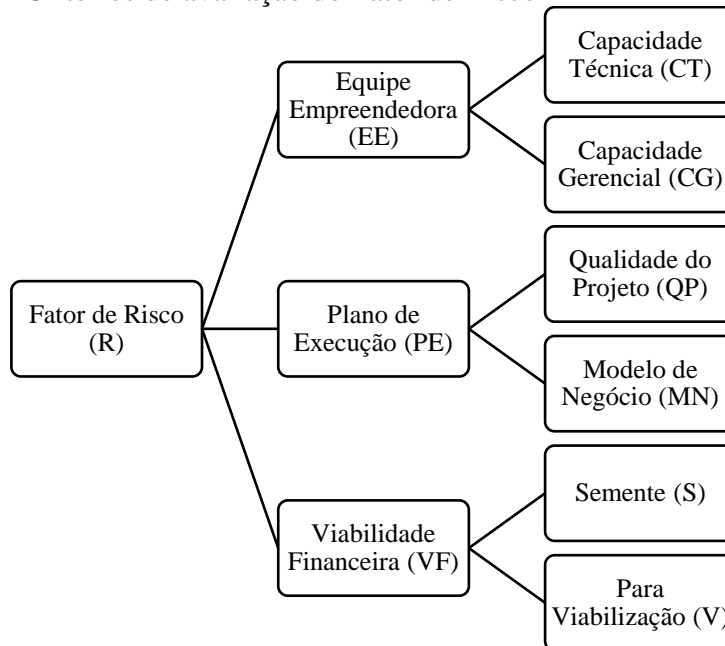 Capacidade
Técnica (CT)
Equipe
Empreendedora
(EE)
Capacidade
Gerencial (CG)
Qualidade do
Projeto (QP)
Fator de Risco
(R)
Plano de
Execução (PE)
Modelo de
Negócio (MN)
Semente (S)
Viabilidade
Financeira (VF)
Para
Viabilização (V)